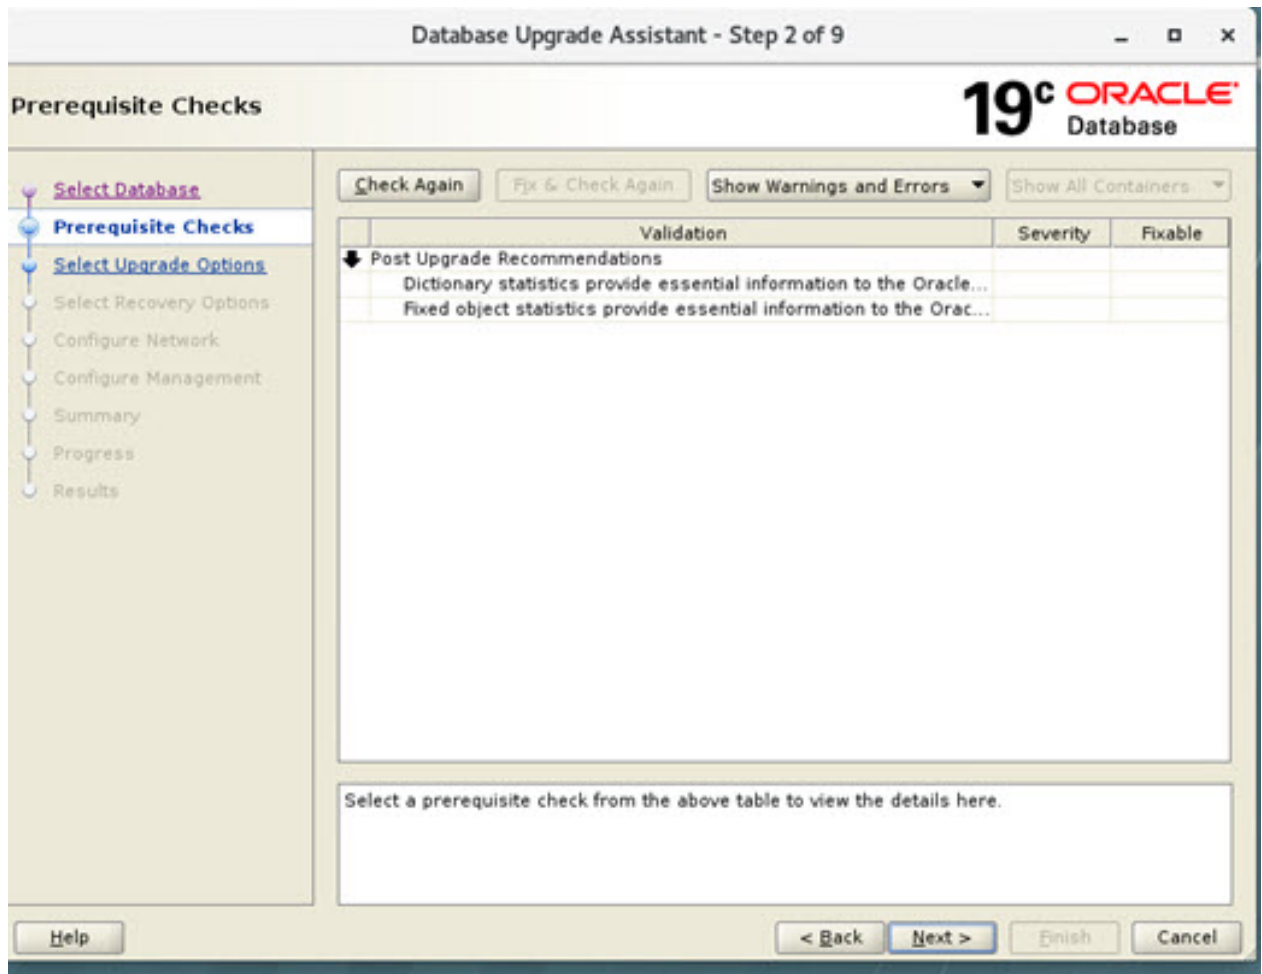 Database Upgrade Assistant - Step 2 of 9
Prerequisite Checks
19c ORACLE
Database
Select Database
Prerequisite Checks
Select Upgrade Options
Select Recovery Options
Configure Network
Configure Management
Summary
Progress
Results
Check Again Fix & Check Again Show Warnings and Errors Show All Containers
Validation Severity Fixable
Post Upgrade Recommendations
Dictionary statistics provide essential information to the Oracle...
Fixed object statistics provide essential information to the Orac...
Select a prerequisite check from the above table to view the details here.
Help < Back Next > Finish Cancel